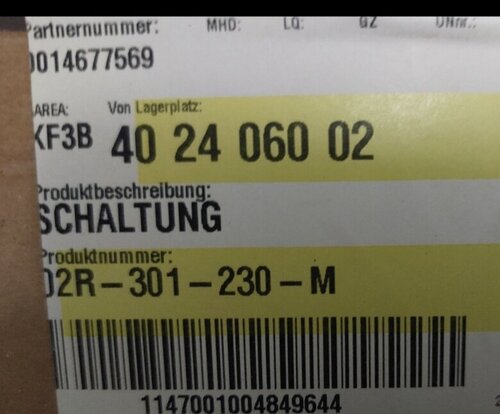 Partnernummer: MHD: LQ: GZ UNnr.:
0014677569
AREA: Von Lagerplatz:
KF3B 40 24 060 02
Produktbeschreibung:
SCHALTUNG
Produktnummer:
02R-301-230-M
1147001004849644